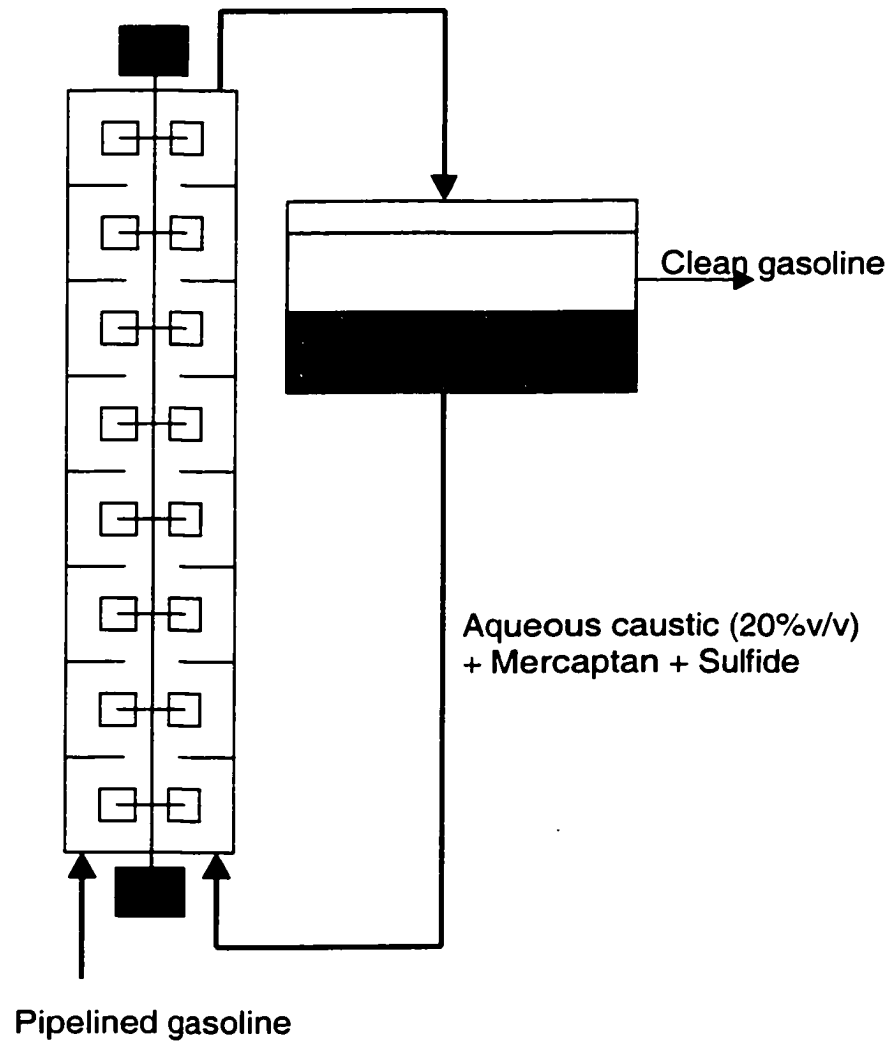 Clean gasoline
Aqueous caustic (20%v/v)
+ Mercaptan + Sulfide
Pipelined gasoline